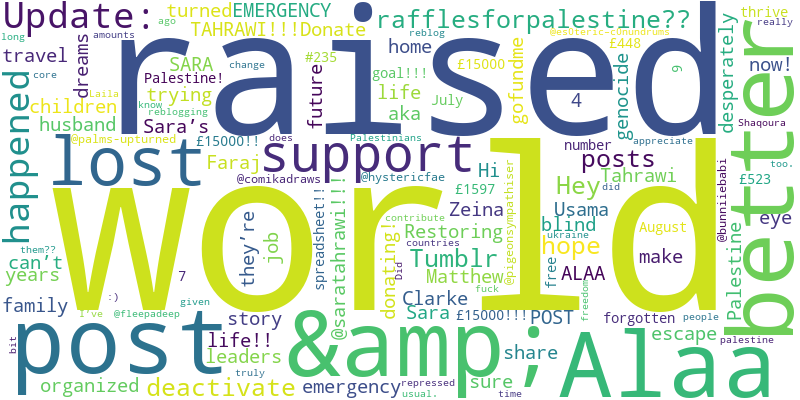 Update:
turned
EMERGENCY
rafflesforpalestine??
long
ago
amounts
reblog
@es0teric-c0nundrums
thrive
really
TAHRAWI!!!
Donate
travel
dreams
SARA
#235
home
£448
core
Palestine!
change
goal!!!
gofundme
genocide
9
desperately
now!
better
raised
happened
children
Laila
trying
know
reblogging
future
life
aka
July
4
Shaqoura
husband
Sara's
£15000!!
does
Palestinians
number
appreciate
@palms-upturned
lost
Faraj
support
Hi
posts
too.
@comikadraws
@hystericfae
£1597
Hey
Tahrawi
did
£523
@bunniiebabi
world
spreadsheet!!
@saratahrawi!!!
Zeina
Usama
eye
contribute
Restoring
blind
August
Palestine
they're
job
donating!
@pigeonsympathiser
ukraine
hope
make
them??
can't
countries
Tumblr
free
years
7
Did
Matthew
ALAA
fuck
freedom
family
:)
given
Clarke
forgotten
people
I've
@fleepadeep
story
Sara
£15000!!!
POST
escape
palestine
bit
post
life!!
&amp;
leaders
share
Alaa
truly
organized
deactivate
emergency
repressed
sure
usual.
time